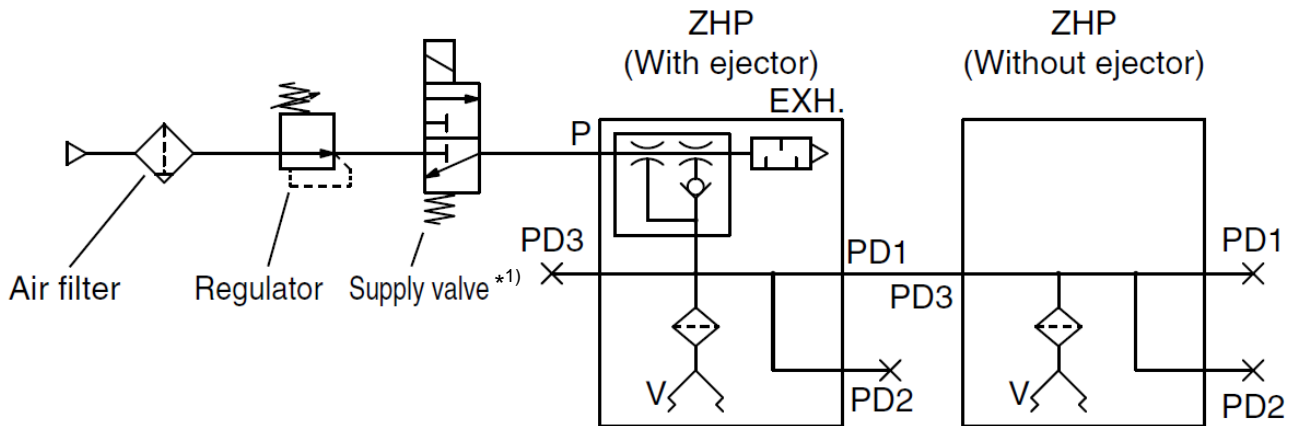 ZHP
(With ejector)
ZHP
(Without ejector)
EXH.
P
PD3
PD1
PD3
PD1
Air filter
Regulator
Supply valve *1)
V
PD2
V
PD2